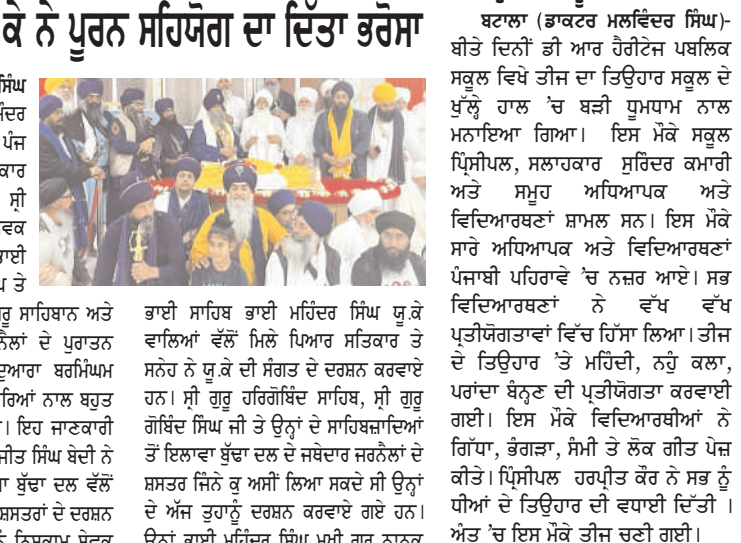 ਕੇ ਨੇ ਪੂਰਨ ਸਹਿਯੋਗ ਦਾ ਦਿੱਤਾ ਭਰੋਸਾ
ਸਿੰਘ
ਪੰਜ
ਸ੍ਰੀ
ਤੇ
ਸਾਹਿਬਾਨ ਅਤੇ
ਦੇ ਪੁਰਾਤਨ
ਬਰਮਿੰਘਮ
ਨਾਲ ਬਹੁਤ
ਇਹ ਜਾਣਕਾਰੀ
ਸਿੰਘ ਬੇਦੀ ਨੇ
ਬੁੱਢਾ ਦਲ ਵੱਲੋਂ
ਸ਼ਸਤਰਾਂ ਦੇ ਦਰਸ਼ਨ
ਨਿਸ਼ਕਾਮ ਸੇਵਕ
ਭਾਈ ਸਾਹਿਬ ਭਾਈ ਮਹਿੰਦਰ ਸਿੰਘ ਯੂ.ਕੇ
ਵਾਲਿਆਂ ਵੱਲੋਂ ਮਿਲੇ ਪਿਆਰ ਸਤਿਕਾਰ ਤੇ
ਸਨੇਹ ਨੇ ਯੂ.ਕੇ ਦੀ ਸੰਗਤ ਦੇ ਦਰਸ਼ਨ ਕਰਵਾਏ
ਹਨ। ਸ੍ਰੀ ਗੁਰੂ ਹਰਿਗੋਬਿੰਦ ਸਾਹਿਬ, ਸ੍ਰੀ ਗੁਰੂ
ਗੋਬਿੰਦ ਸਿੰਘ ਜੀ ਤੇ ਉਨ੍ਹਾਂ ਦੇ ਸਾਹਿਬਜ਼ਾਦਿਆਂ
ਤੋਂ ਇਲਾਵਾ ਬੁੱਢਾ ਦਲ ਦੇ ਜਥੇਦਾਰ ਜਰਨੈਲਾਂ ਦੇ
ਸ਼ਸਤਰ ਜਿੰਨੇ ਕੁ ਅਸੀਂ ਲਿਆ ਸਕਦੇ ਸੀ ਉਨ੍ਹਾਂ
ਦੇ ਅੱਜ ਤੁਹਾਨੂੰ ਦਰਸ਼ਨ ਕਰਵਾਏ ਗਏ ਹਨ।
ਉਨ੍ਹਾਂ ਭਾਈ ਮਹਿੰਦਰ ਸਿੰਘ ਮੁਖੀ ਗੁਰੂ ਨਾਨਕ
ਬਟਾਲਾ (ਡਾਕਟਰ ਮਲਵਿੰਦਰ ਸਿੰਘ)-
ਬੀਤੇ ਦਿਨੀਂ ਡੀ ਆਰ ਹੈਰੀਟੇਜ ਪਬਲਿਕ
ਸਕੂਲ ਵਿਖੇ ਤੀਜ ਦਾ ਤਿਉਹਾਰ ਸਕੂਲ ਦੇ
ਖੁੱਲ੍ਹੇ ਹਾਲ 'ਚ ਬੜੀ ਧੂਮਧਾਮ ਨਾਲ
ਮਨਾਇਆ ਗਿਆ। ਇਸ ਮੌਕੇ ਸਕੂਲ
ਪ੍ਰਿੰਸੀਪਲ, ਸਲਾਹਕਾਰ ਸੁਰਿੰਦਰ ਕਮਾਰੀ
ਅਤੇ ਸਮੂਹ ਅਧਿਆਪਕ ਅਤੇ
ਵਿਦਿਆਰਥਣਾਂ ਸ਼ਾਮਲ ਸਨ। ਇਸ ਮੌਕੇ
ਸਾਰੇ ਅਧਿਆਪਕ ਅਤੇ ਵਿਦਿਆਰਥਣਾਂ
ਪੰਜਾਬੀ ਪਹਿਰਾਵੇ 'ਚ ਨਜ਼ਰ ਆਏ। ਸਭ
ਵਿਦਿਆਰਥਣਾਂ ਨੇ ਵੱਖ ਵੱਖ
ਪ੍ਰਤੀਯੋਗਤਾਵਾਂ ਵਿੱਚ ਹਿੱਸਾ ਲਿਆ। ਤੀਜ
ਦੇ ਤਿਉਹਾਰ 'ਤੇ ਮਹਿੰਦੀ, ਨਹੁੰ ਕਲਾ,
ਪਰਾਂਦਾ ਬੰਨ੍ਹਣ ਦੀ ਪ੍ਰਤੀਯੋਗਤਾ ਕਰਵਾਈ
ਗਈ। ਇਸ ਮੌਕੇ ਵਿਦਿਆਰਥੀਆਂ ਨੇ
ਗਿੱਧਾ, ਭੰਗੜਾ, ਸੰਮੀ ਤੇ ਲੋਕ ਗੀਤ ਪੇਸ਼
ਕੀਤੇ। ਪ੍ਰਿੰਸੀਪਲ ਹਰਪ੍ਰੀਤ ਕੌਰ ਨੇ ਸਭ ਨੂੰ
ਧੀਆਂ ਦੇ ਤਿਉਹਾਰ ਦੀ ਵਧਾਈ ਦਿੱਤੀ ।
ਅੰਤ 'ਚ ਇਸ ਮੌਕੇ ਤੀਜ ਚੁਣੀ ਗਈ।